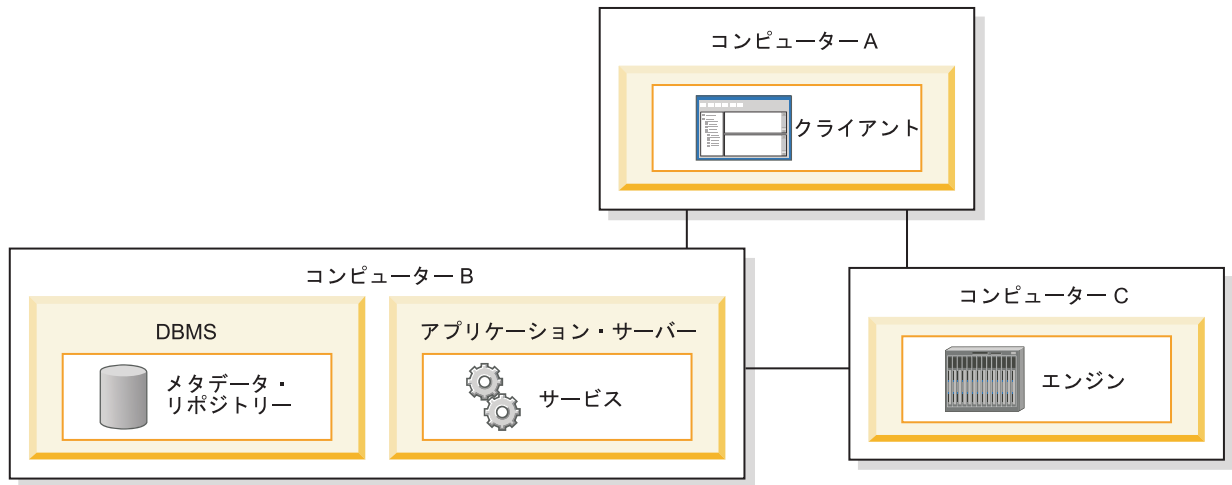 コンピューター A
クライアント
コンピューター B
DBMS
メタデータ・
リポジトリー
アプリケーション・サーバー
サービス
コンピューター C
エンジン